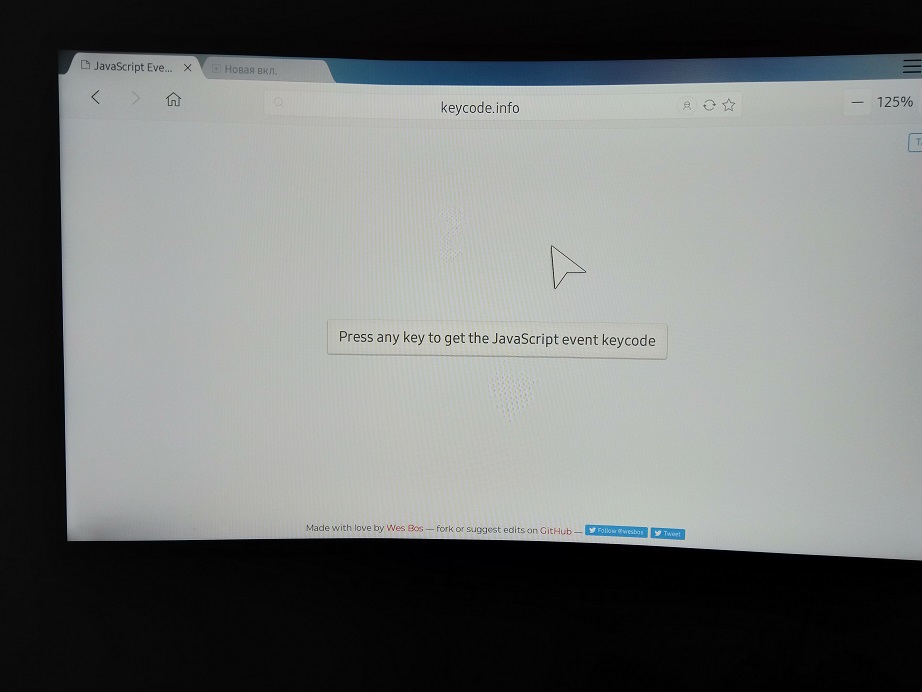 JavaScript Eve...
Новая вкл.
keycode.info
125%
Press any key to get the JavaScript event keycode
Made with love by Wes Bos — fork or suggest edits on GitHub —
Follow @wesbos
Tweet